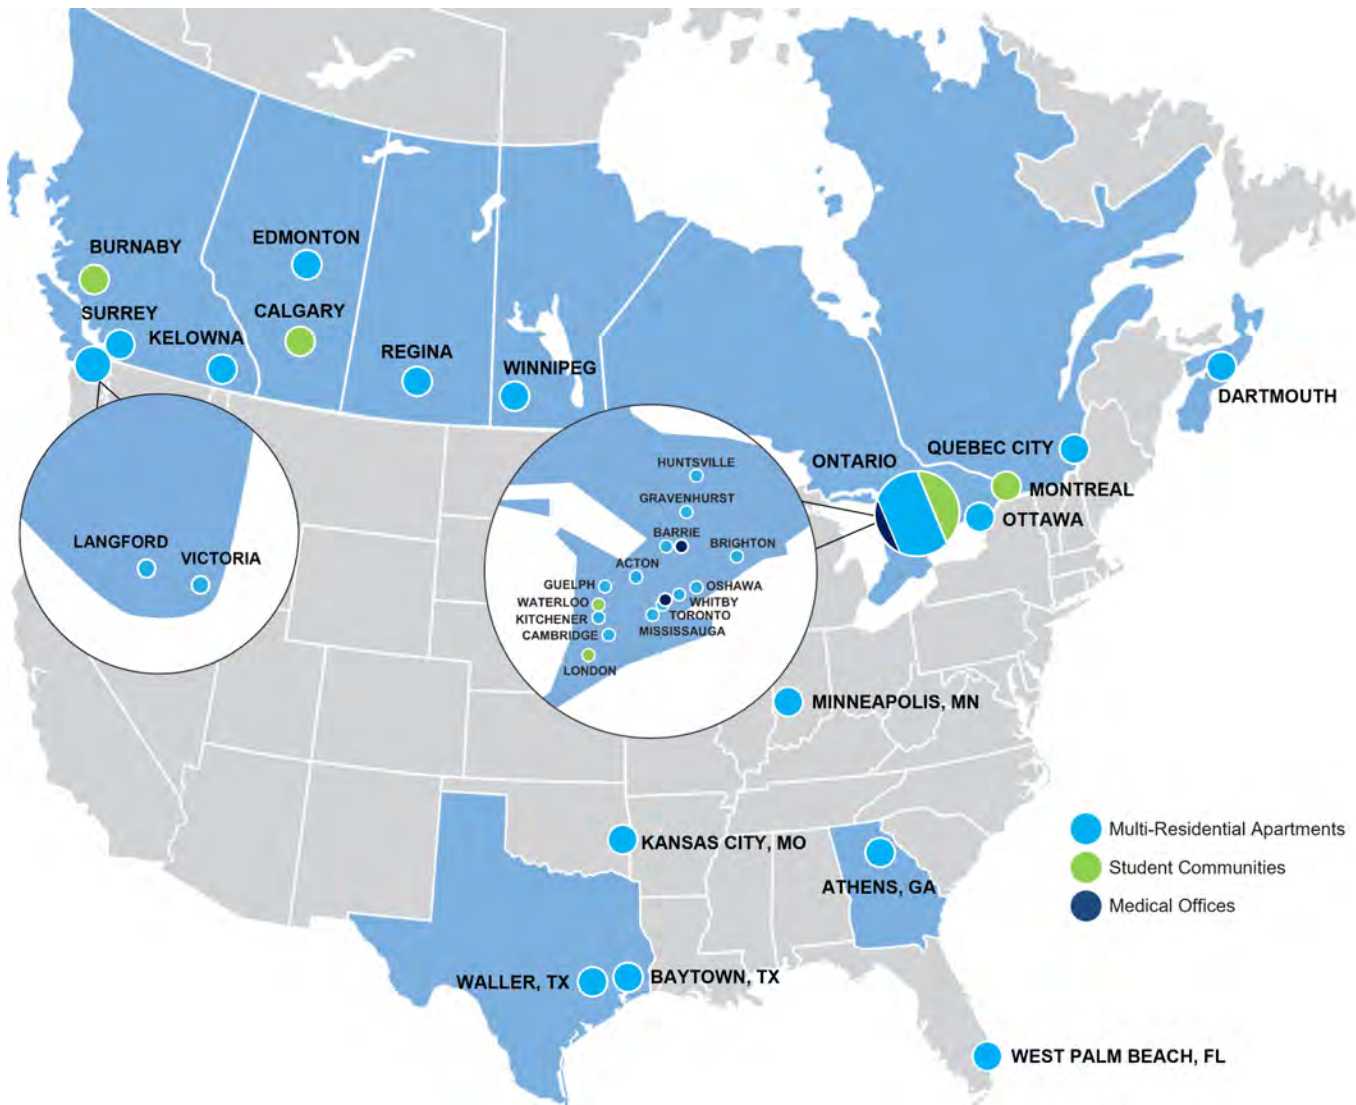 BURNABY
EDMONTON
SURREY
KELOWNA
CALGARY
REGINA
WINNIPEG
DARTMOUTH
QUEBEC CITY
ONTARIO
MONTREAL
OTTAWA
LANGFORD
VICTORIA
HUNTSVILLE
GRAVENHURST
BARRIE
BRIGHTON
ACTON
GUELPH
OSHAWA
WATERLOO
WHITBY
KITCHENER
TORONTO
CAMBRIDGE
MISSISSAUGA
LONDON
MINNEAPOLIS, MN
KANSAS CITY, MO
ATHENS, GA
WALLER, TX
BAYTOWN, TX
WEST PALM BEACH, FL
Multi-Residential Apartments
Student Communities
Medical Offices